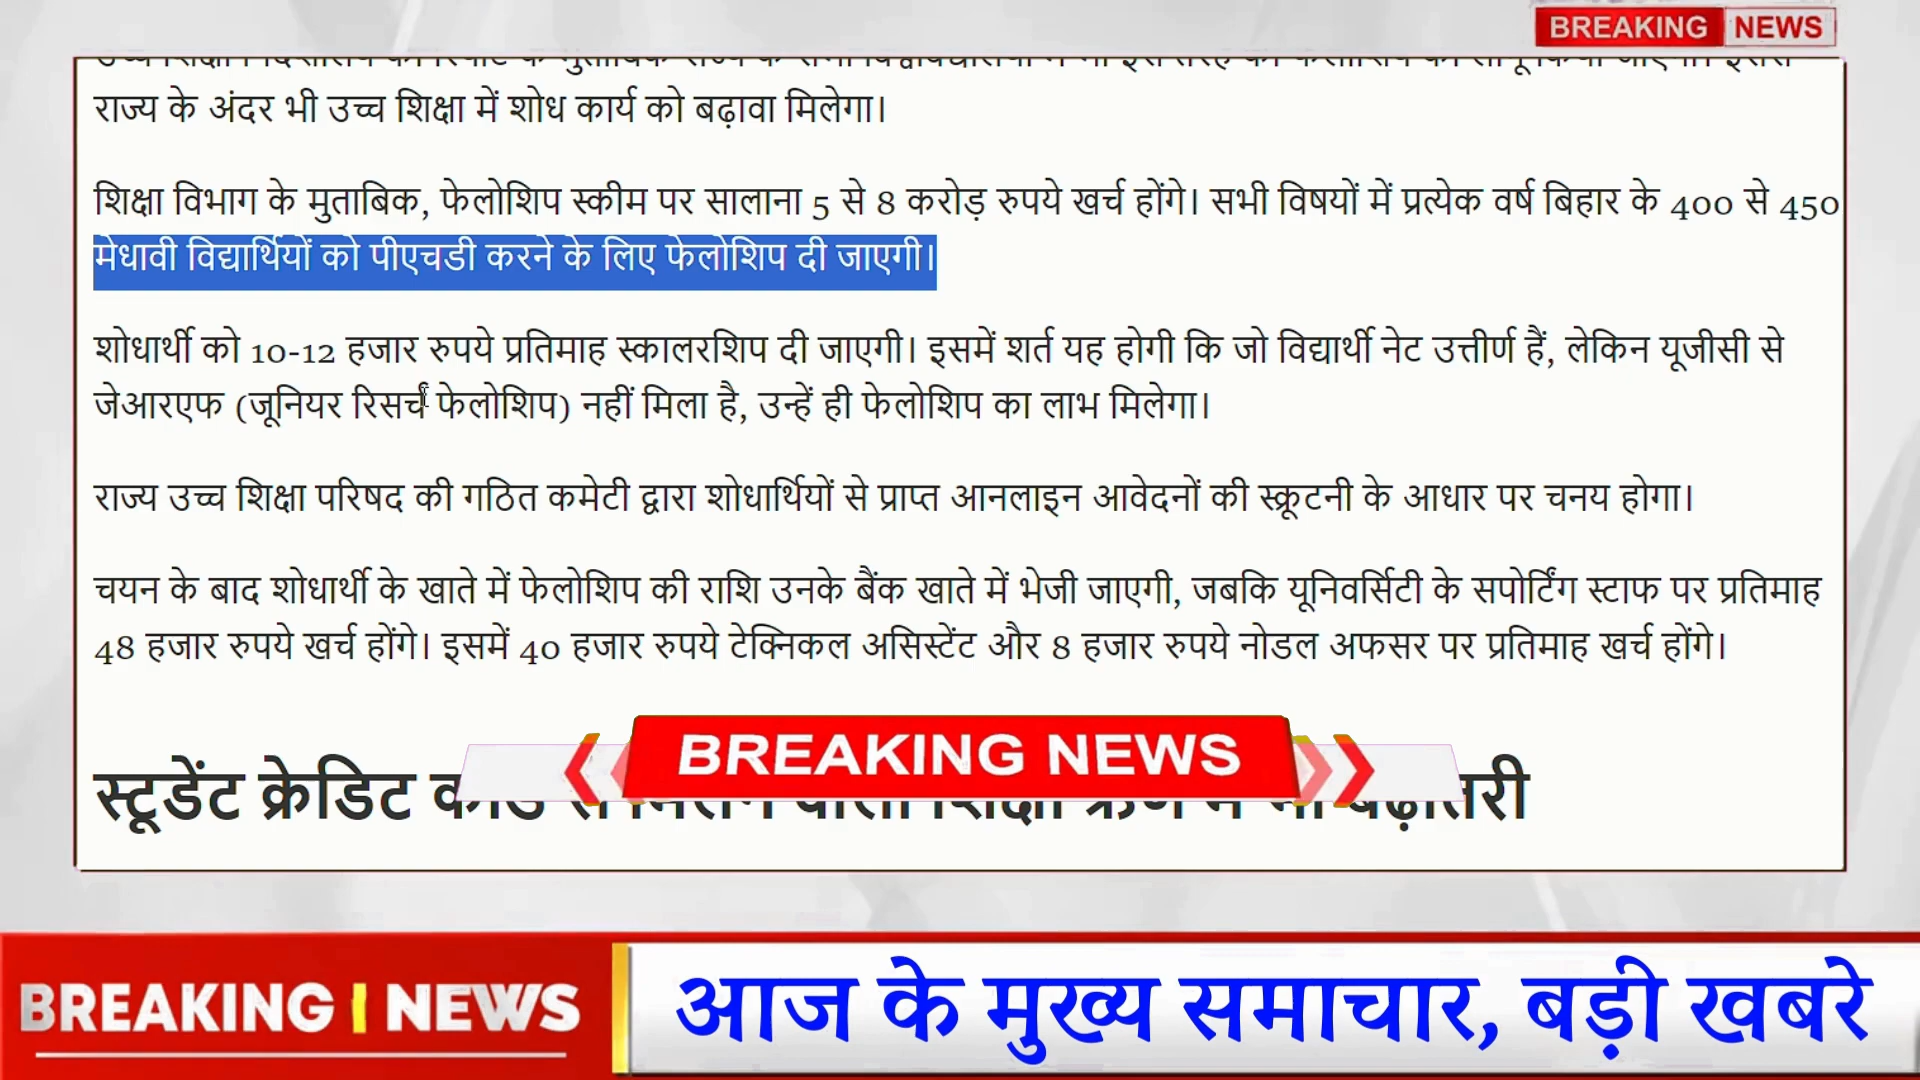 BREAKING NEWS
राज्य के अंदर भी उच्च शिक्षा में शोध कार्य को बढ़ावा मिलेगा।
शिक्षा विभाग के मुताबिक, फेलोशिप स्कीम पर सालाना 5 से 8 करोड़ रुपये खर्च होंगे। सभी विषयों में प्रत्येक वर्ष बिहार के 400 से 450
मेधावी विद्यार्थियों को पीएचडी करने के लिए फेलोशिप दी जाएगी।
शोधार्थी को 10-12 हजार रुपये प्रतिमाह स्कालरशिप दी जाएगी। इसमें शर्त यह होगी कि जो विद्यार्थी नेट उत्तीर्ण हैं, लेकिन यूजीसी से
जेआरएफ (जूनियर रिसर्च फेलोशिप) नहीं मिला है, उन्हें ही फेलोशिप का लाभ मिलेगा।
राज्य उच्च शिक्षा परिषद की गठित कमेटी द्वारा शोधार्थियों से प्राप्त आनलाइन आवेदनों की स्क्रूटनी के आधार पर चनय होगा।
चयन के बाद शोधार्थी के खाते में फेलोशिप की राशि उनके बैंक खाते में भेजी जाएगी, जबकि यूनिवर्सिटी के सपोर्टिंग स्टाफ पर प्रतिमाह
48 हजार रुपये खर्च होंगे। इसमें 40 हजार रुपये टेक्निकल असिस्टेंट और 8 हजार रुपये नोडल अफसर पर प्रतिमाह खर्च होंगे।
BREAKING NEWS
स्टूडेंट क्रेडिट
BREAKING NEWS
आज के मुख्य समाचार, बड़ी खबरे